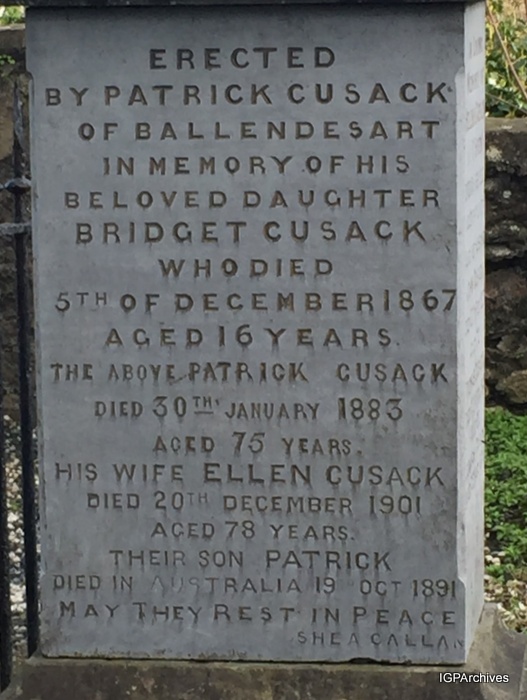 ERECTED
BY PATRICK CUSACK
OF BALLENDESART
IN MEMORY OF HIS
BELOVED DAUGHTER
BRIDGET CUSACK
WHO DIED
5TH OF DECEMBER 1867
AGED 16 YEARS.
THE ABOVE PATRICK CUSACK
DIED 30TH JANUARY 1883
AGED 75 YEARS.
HIS WIFE ELLEN CUSACK
DIED 20TH DECEMBER 1901
AGED 78 YEARS.
THEIR SON PATRICK
DIED IN AUSTRALIA 19 OCT 1891
MAY THEY REST IN PEACE
SHEA CALLAN
IGPArchives